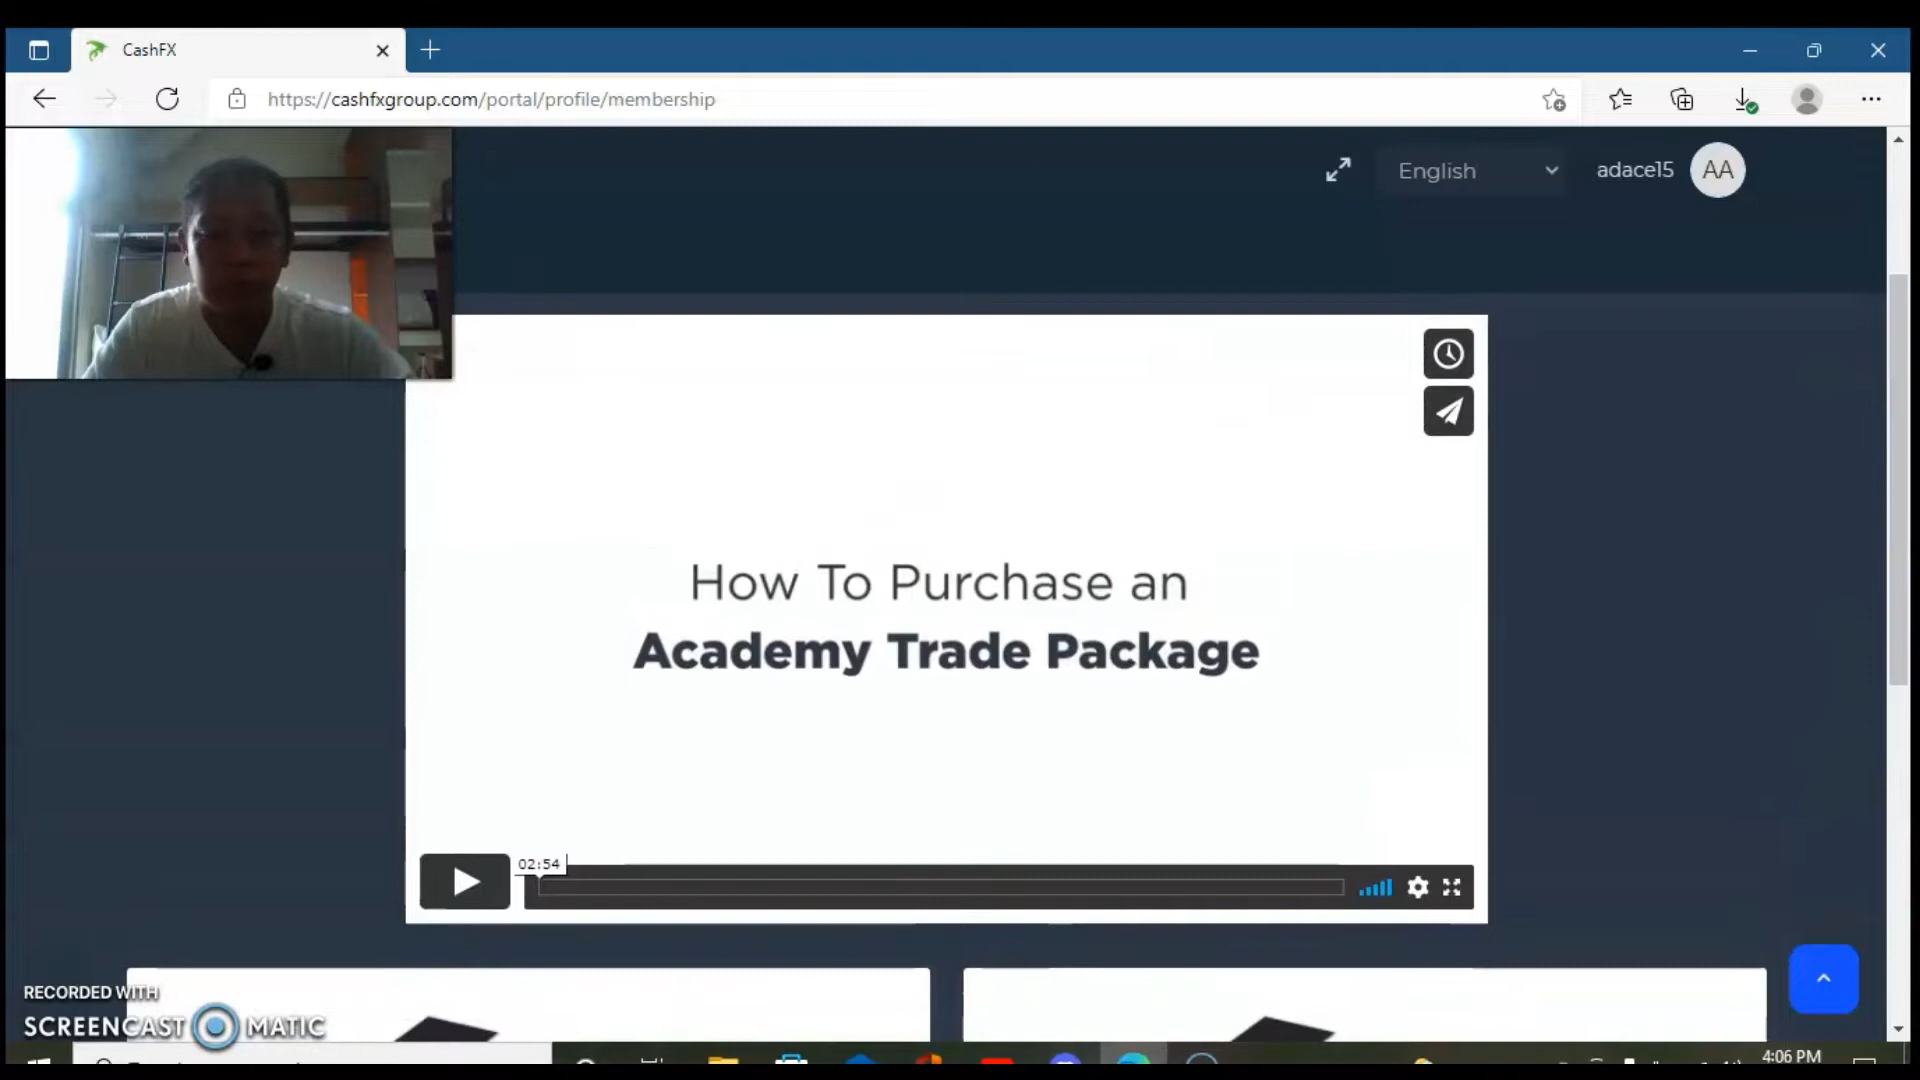 CashFX
https://cashfxgroup.com/portal/profile/membership
English
adace15
AA
How To Purchase an
Academy Trade Package
02:54
RECORDED WITH
SCREENCAST MATIC
4:06 PM